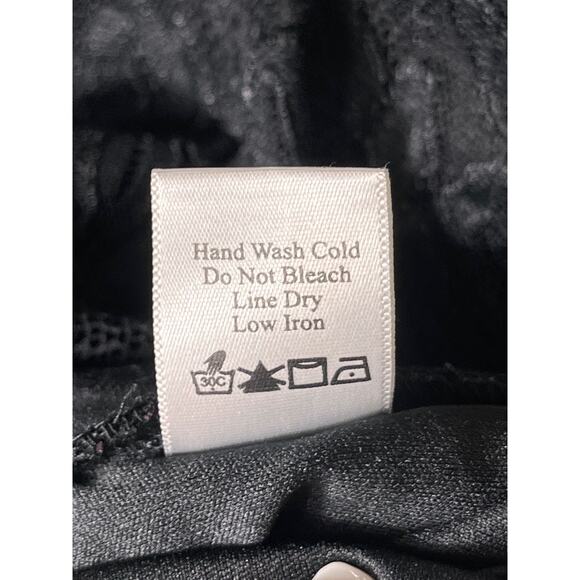 Hand Wash Cold
Do Not Bleach
Line Dry
Low Iron
30C